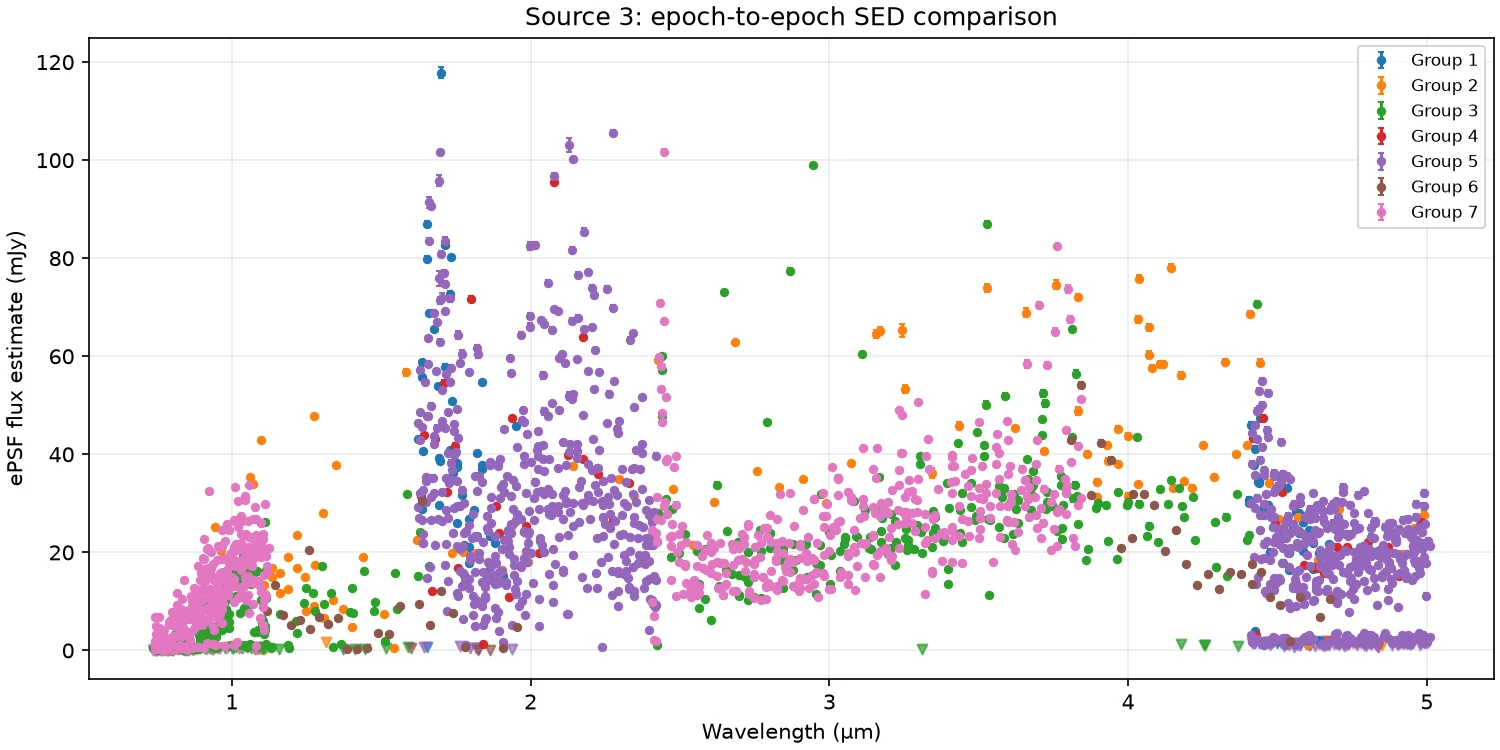 Source 3: epoch-to-epoch SED comparison
ePSF flux estimate (mJy)
120
100
80
60
40
20
0
Group 1
Group 2
Group 3
Group 4
Group 5
Group 6
Group 7
1 2 3 4 5
Wavelength (μm)